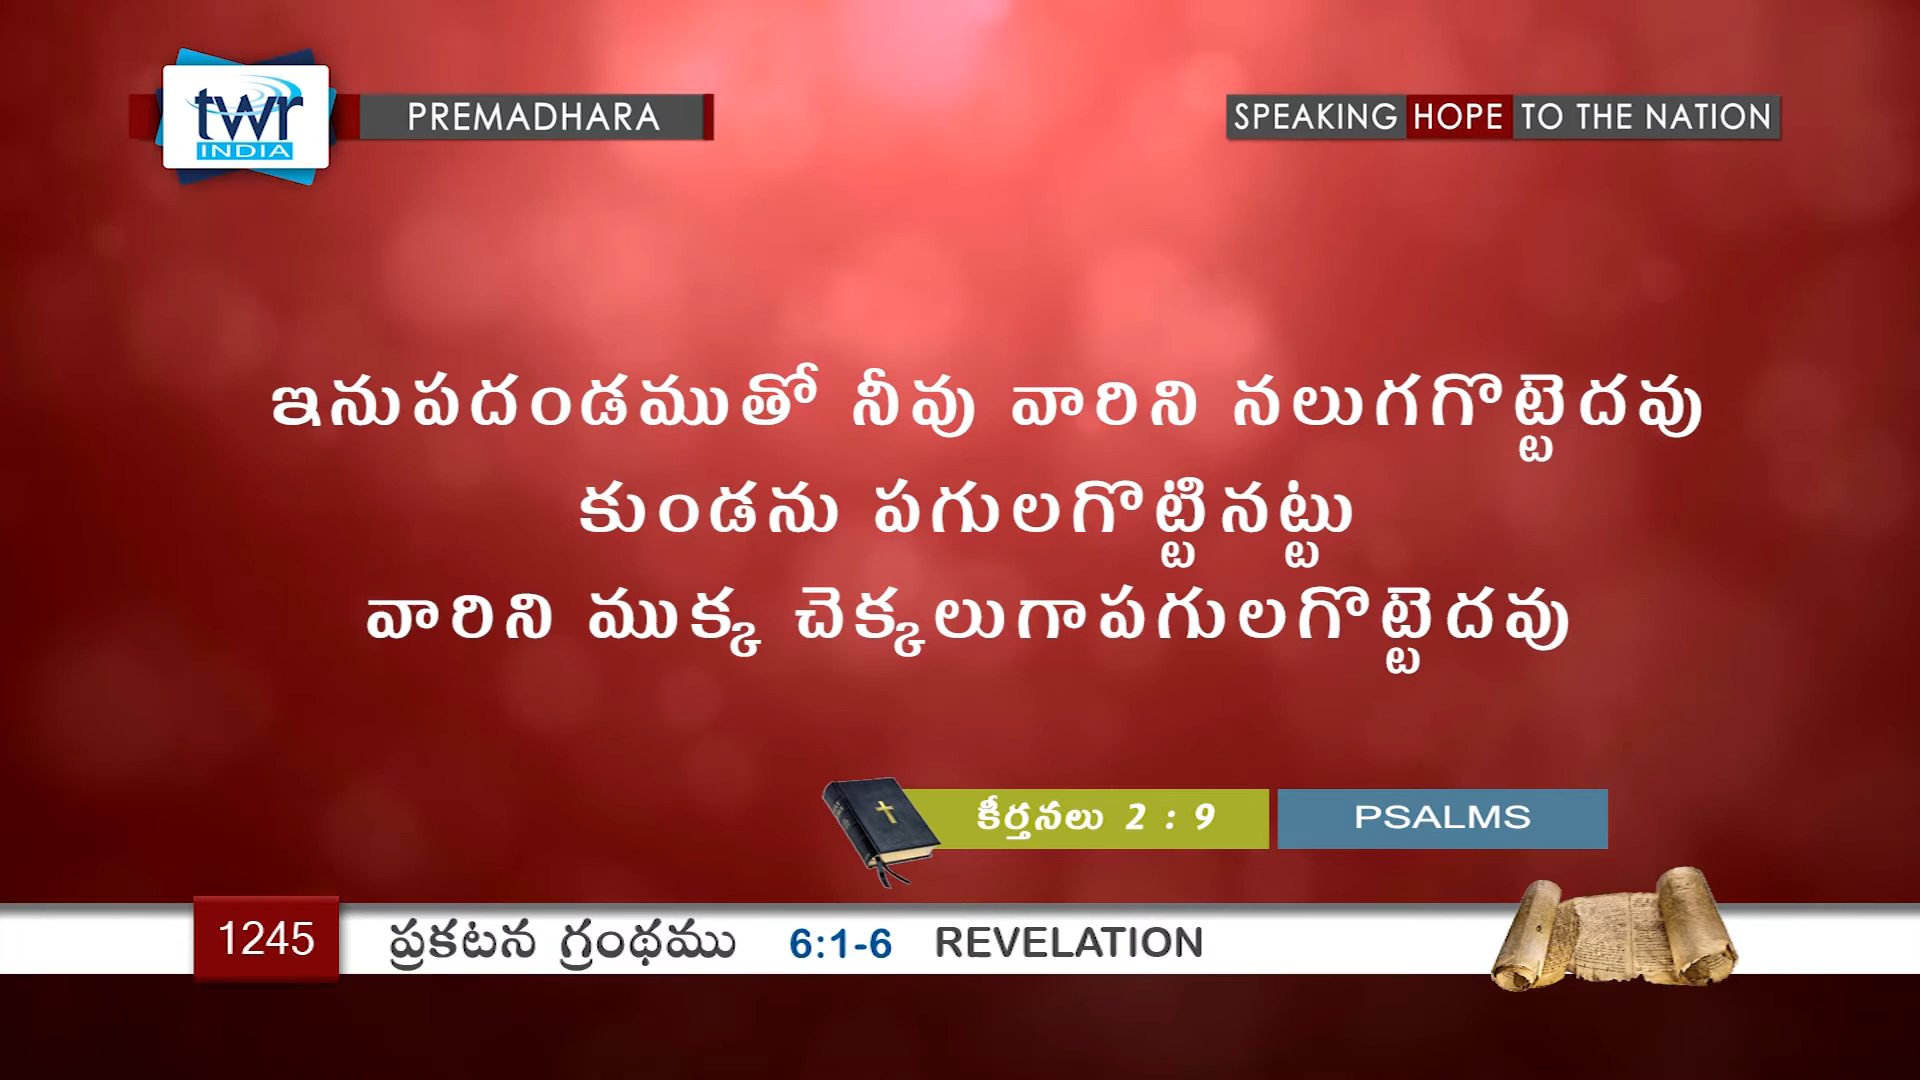 twr
INDIA
PREMADHARA
SPEAKING HOPE TO THE NATION
ఇనుపదండముతో నీవు వారిని నలుగగొట్టెదవు
కుండను పగులగొట్టినట్టు
వారిని ముక్క చెక్కలుగాపగులగొట్టెదవు
కీర్తనలు 2 : 9
PSALMS
1245
ప్రకటన గ్రంథము 6:1-6 REVELATION